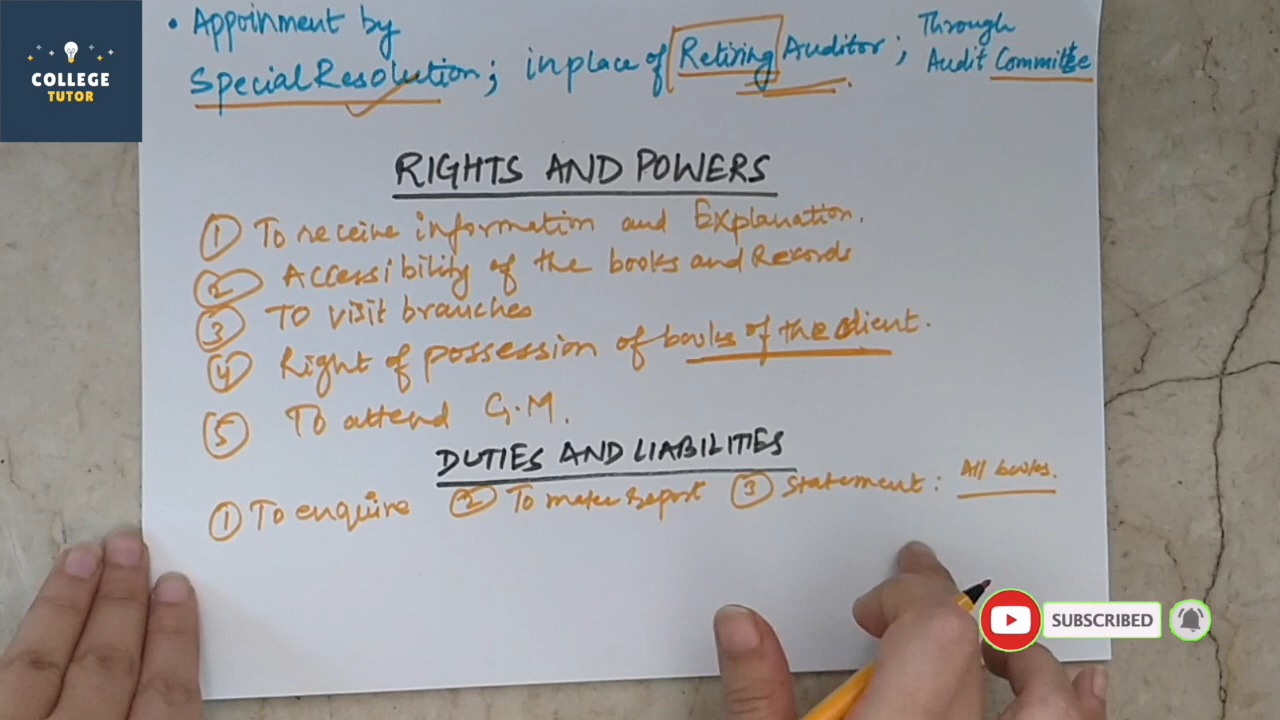 COLLEGE
TUTOR
• Appoinment by
Special Resolution; in place of Retiring Auditor; Through
Audit Committee
RIGHTS AND POWERS
① To receive information and Explanation.
② Accessibility of the books and Records
③ To visit branches
④ Right of possession of books of the client.
⑤ To attend G.M.
DUTIES AND LIABILITIES
① To enquire ② To make report ③ Statement: All books.
SUBSCRIBED